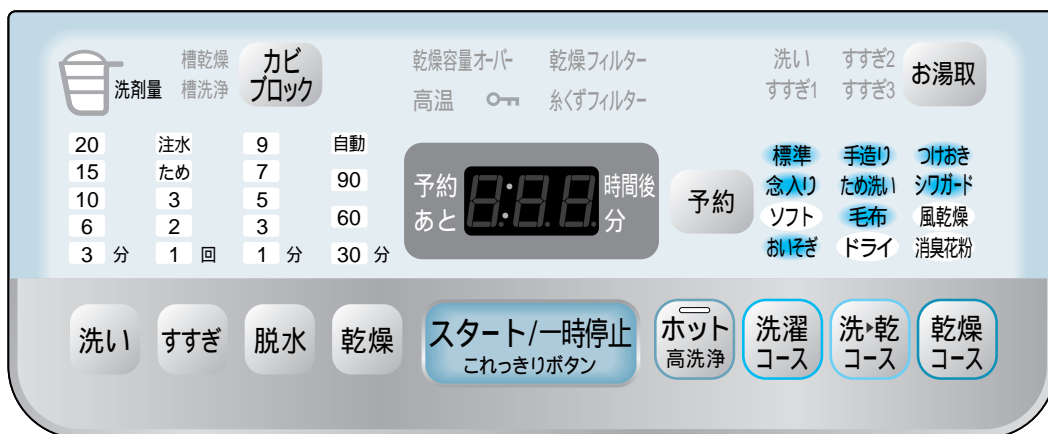 洗剤量
槽乾燥
槽洗浄
カビ
ブロック
乾燥容量オーバー
乾燥フィルター
高温
糸くずフィルター
洗い
すすぎ2
すすぎ1
すすぎ3
お湯取
20
15
10
6
3 分
注水
ため
3
2
1 回
9
7
5
3
1 分
自動
90
60
30 分
予約
時間後
あと
分
8:88
予約
標準
手造り
つけおき
念入り
ため洗い
シワガード
ソフト
毛布
風乾燥
おいそぎ
ドライ
消臭花粉
洗い
すすぎ
脱水
乾燥
スタート/一時停止
これっきりボタン
ホット
高洗浄
洗濯
コース
洗▸乾
コース
乾燥
コース